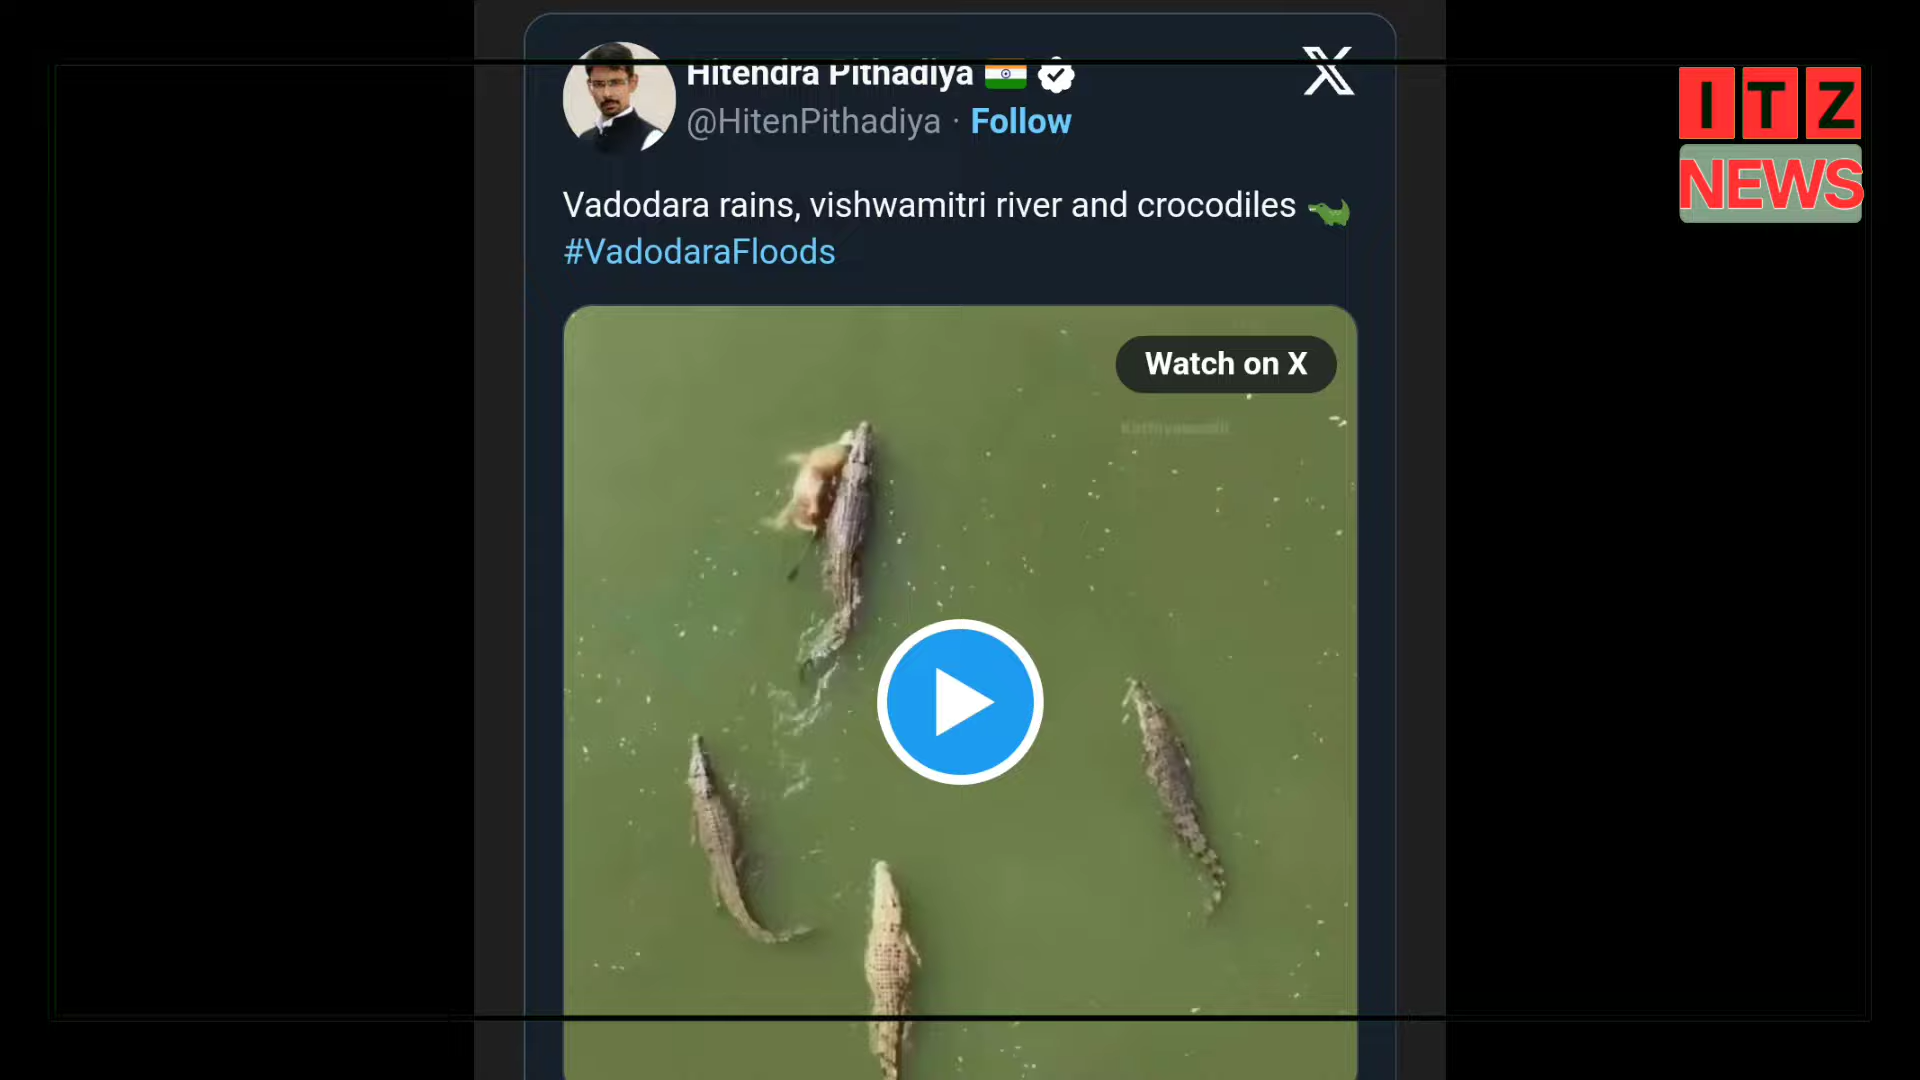 Hitendra Pithadiya 🇮🇳
@HitenPithadiya · Follow
Vadodara rains, vishwamitri river and crocodiles 🐊
#VadodaraFloods
Watch on X
ITZ
NEWS